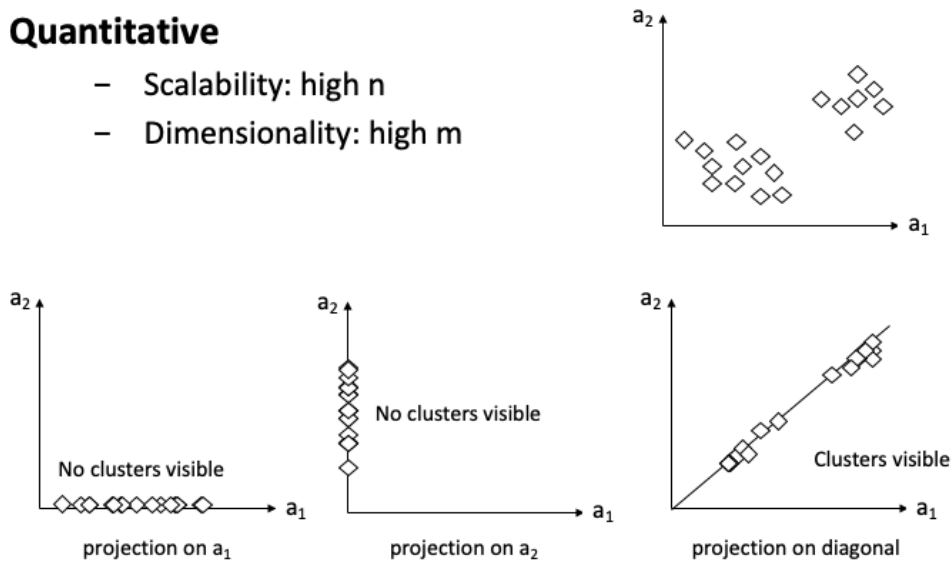 Quantitative
– Scalability: high n
– Dimensionality: high m
a₂
a₁
a₂
No clusters visible
a₁
projection on a₁
a₂
No clusters visible
a₁
projection on a₂
a₂
Clusters visible
a₁
projection on diagonal